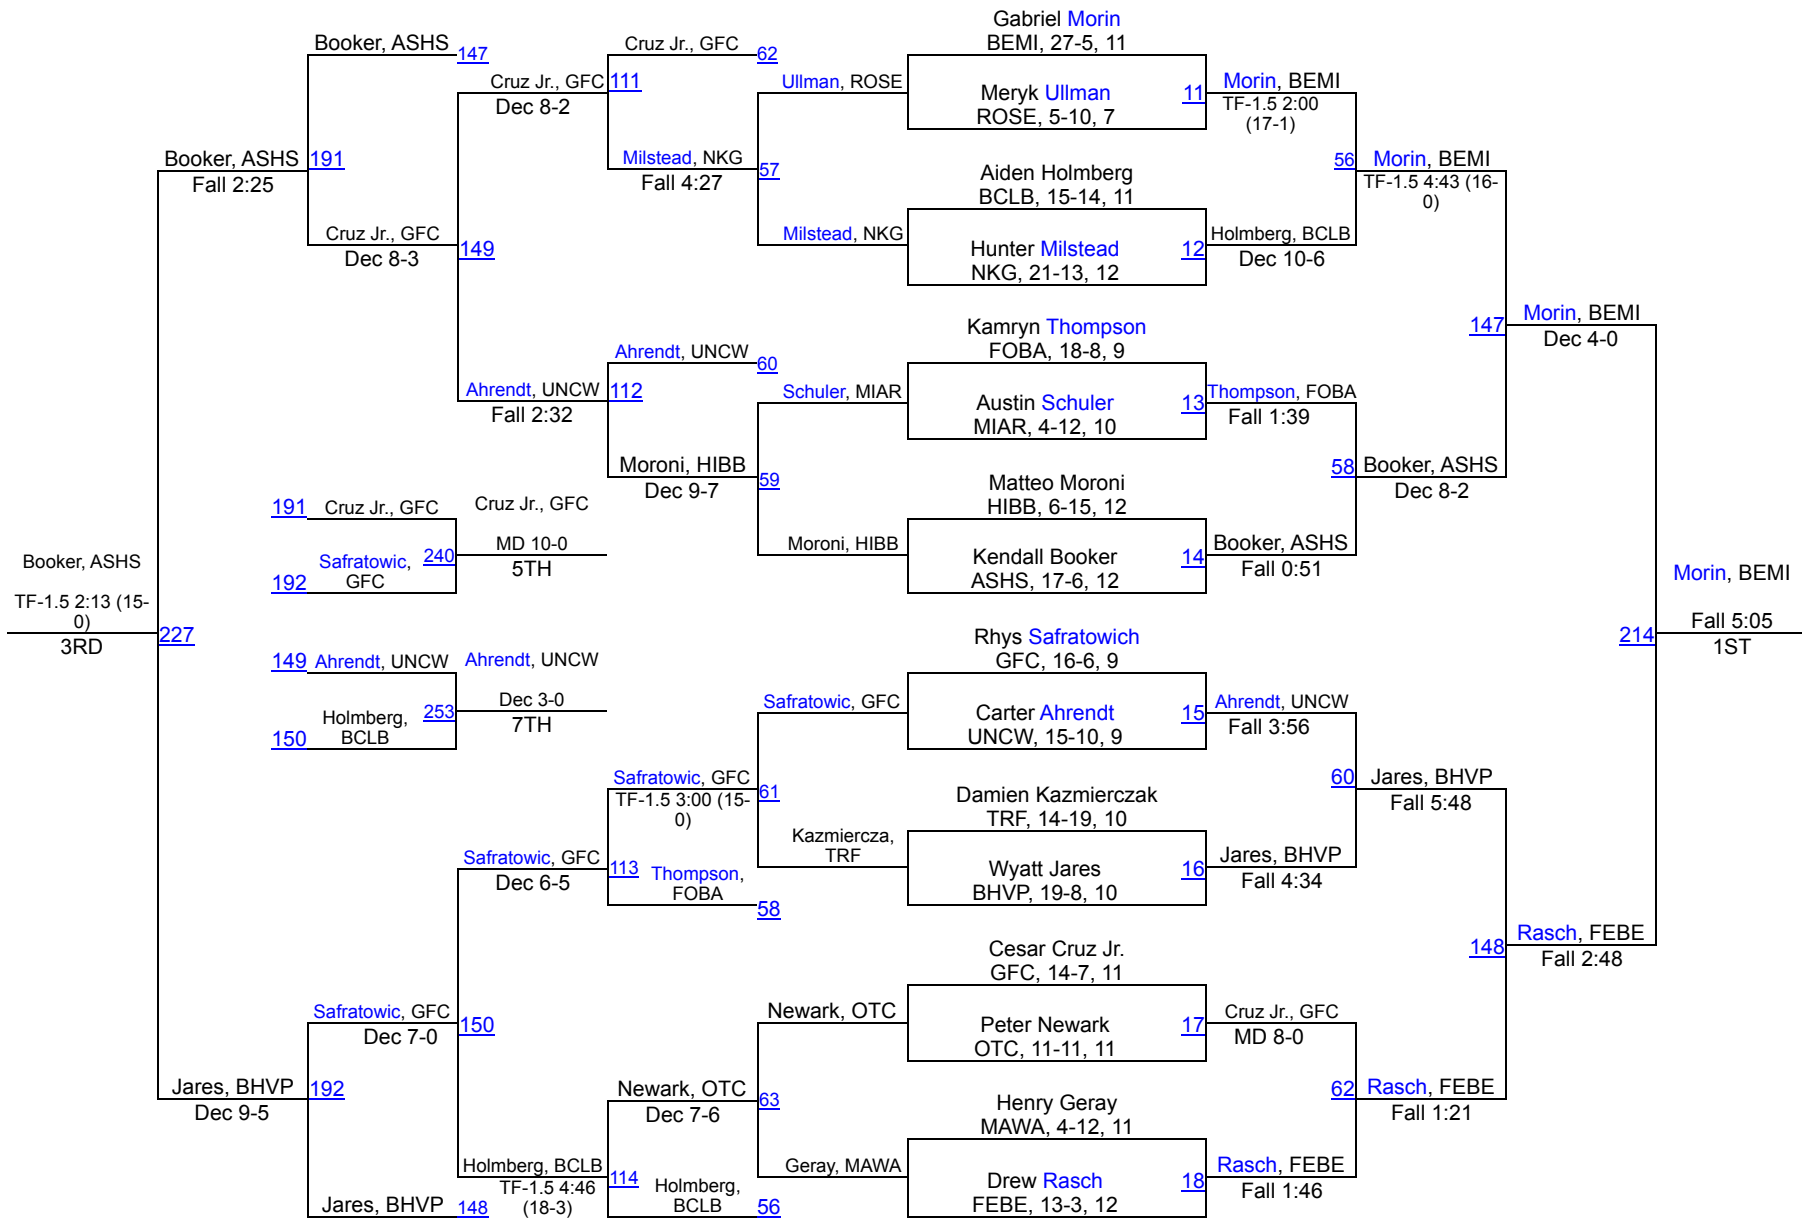 Gabriel Morin
BEMI, 27-5, 11
Booker, ASHS
147
Cruz Jr., GFC
62
Cruz Jr., GFC
111
Dec 8-2
Ullman, ROSE
Meryk Ullman
ROSE, 5-10, 7
11
Morin, BEMI
TF-1.5 2:00
(17-1)
Booker, ASHS
191
Fall 2:25
Milstead, NKG
57
Fall 4:27
Aiden Holmberg
BCLB, 15-14, 11
56
Morin, BEMI
TF-1.5 4:43 (16-
0)
Cruz Jr., GFC
149
Dec 8-3
Milstead, NKG
Hunter Milstead
NKG, 21-13, 12
12
Holmberg, BCLB
Dec 10-6
Kamryn Thompson
FOBA, 18-8, 9
147
Morin, BEMI
Dec 4-0
Ahrendt, UNCW
60
Ahrendt, UNCW
112
Fall 2:32
Schuler, MIAR
Austin Schuler
MIAR, 4-12, 10
13
Thompson, FOBA
Fall 1:39
Moroni, HIBB
59
Dec 9-7
Matteo Moroni
HIBB, 6-15, 12
58
Booker, ASHS
Dec 8-2
191
Cruz Jr., GFC
Cruz Jr., GFC
Moroni, HIBB
Kendall Booker
ASHS, 17-6, 12
14
Booker, ASHS
Fall 0:51
Safratowic,
GFC
192
240
MD 10-0
5TH
Booker, ASHS
TF-1.5 2:13 (15-
0)
3RD
227
Morin, BEMI
Fall 5:05
1ST
214
Rhys Safratowich
GFC, 16-6, 9
149
Ahrendt, UNCW
Ahrendt, UNCW
Holmberg,
BCLB
150
253
Dec 3-0
7TH
Safratowic, GFC
Carter Ahrendt
UNCW, 15-10, 9
15
Ahrendt, UNCW
Fall 3:56
Safratowic, GFC
61
TF-1.5 3:00 (15-
0)
Damien Kazmierczak
TRF, 14-19, 10
60
Jares, BHVP
Fall 5:48
Kazmiercza,
TRF
Safratowic, GFC
113
Dec 6-5
Thompson,
FOBA
58
Wyatt Jares
BHVP, 19-8, 10
16
Jares, BHVP
Fall 4:34
Cesar Cruz Jr.
GFC, 14-7, 11
148
Rasch, FEBE
Fall 2:48
Safratowic, GFC
150
Dec 7-0
Newark, OTC
Peter Newark
OTC, 11-11, 11
17
Cruz Jr., GFC
MD 8-0
Jares, BHVP
192
Dec 9-5
Newark, OTC
63
Dec 7-6
Henry Geray
MAWA, 4-12, 11
62
Rasch, FEBE
Fall 1:21
Holmberg, BCLB
114
TF-1.5 4:46
(18-3)
Geray, MAWA
Drew Rasch
FEBE, 13-3, 12
18
Rasch, FEBE
Fall 1:46
Jares, BHVP
148
Holmberg,
BCLB
56